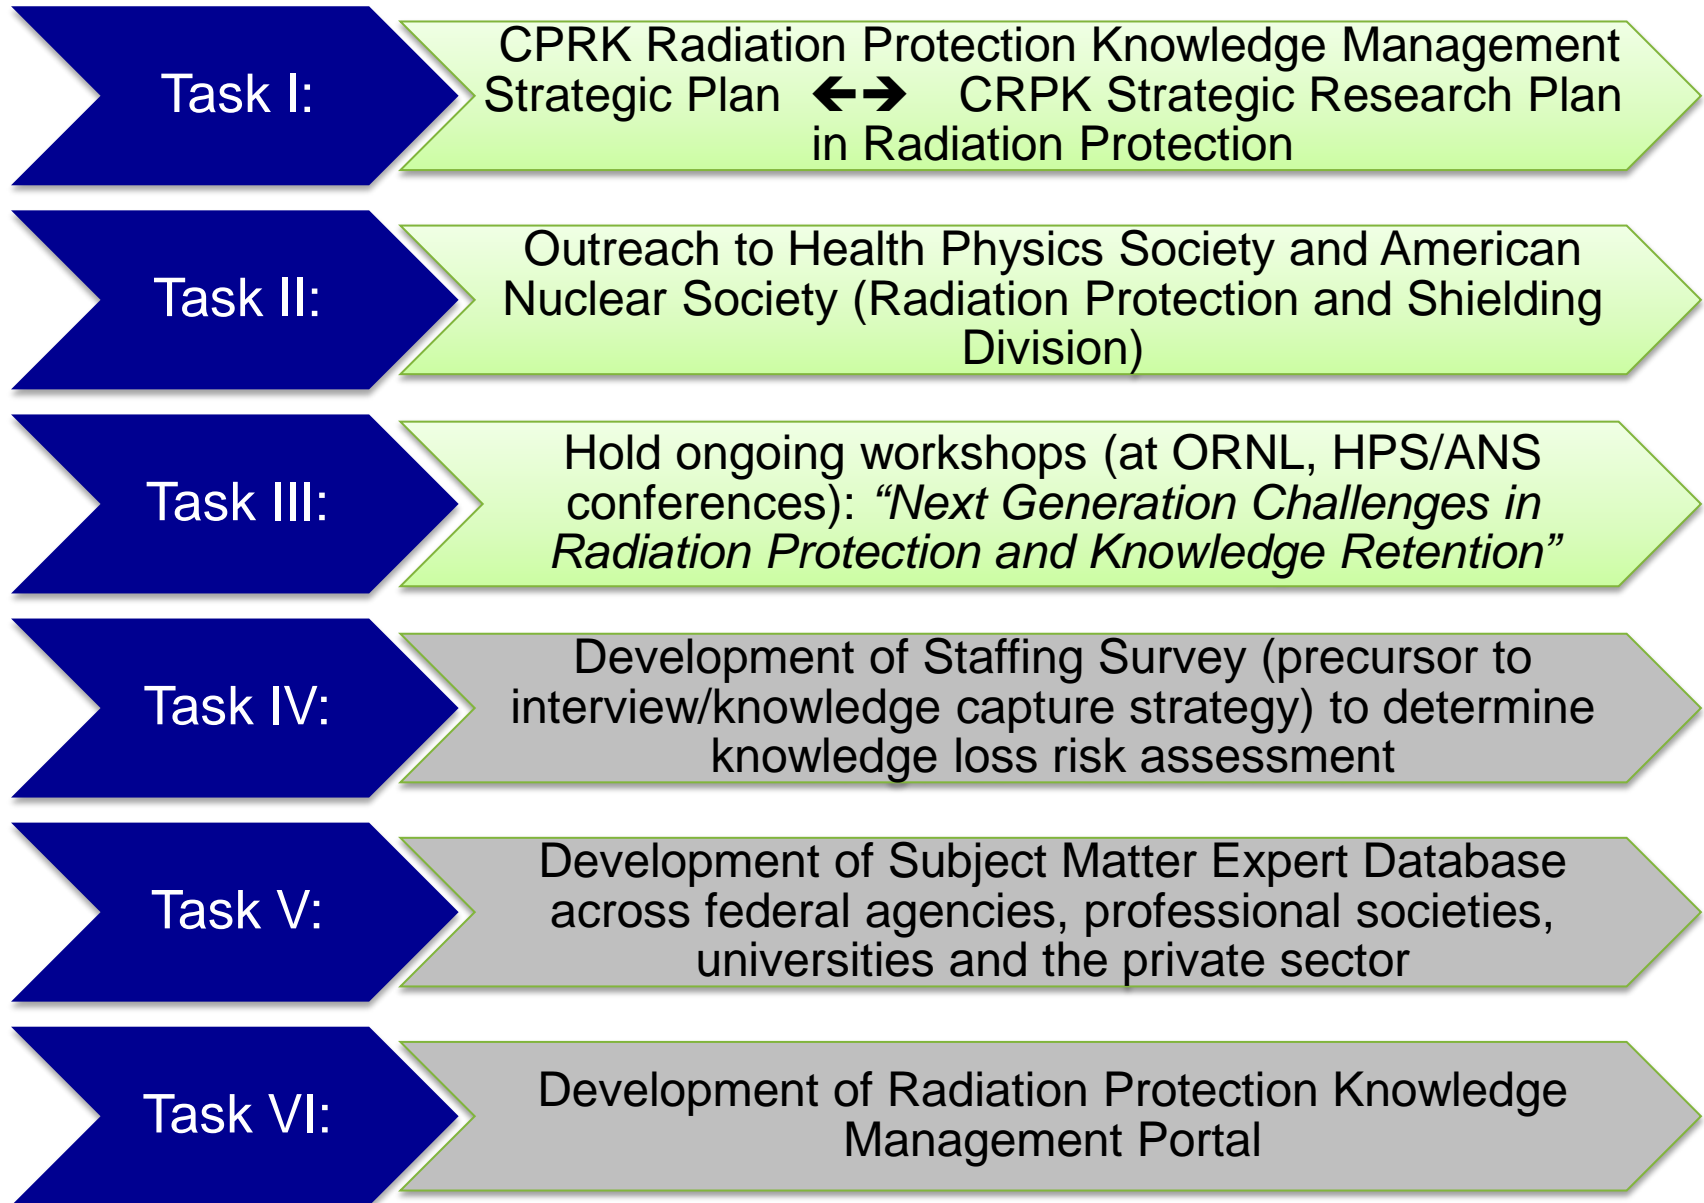 Task I:
CPRK Radiation Protection Knowledge Management
Strategic Plan 🡸🡺 CRPK Strategic Research Plan
in Radiation Protection
Task II:
Outreach to Health Physics Society and American
Nuclear Society (Radiation Protection and Shielding
Division)
Task III:
Hold ongoing workshops (at ORNL, HPS/ANS
conferences): “Next Generation Challenges in
Radiation Protection and Knowledge Retention”
Task IV:
Development of Staffing Survey (precursor to
interview/knowledge capture strategy) to determine
knowledge loss risk assessment
Task V:
Development of Subject Matter Expert Database
across federal agencies, professional societies,
universities and the private sector
Task VI:
Development of Radiation Protection Knowledge
Management Portal